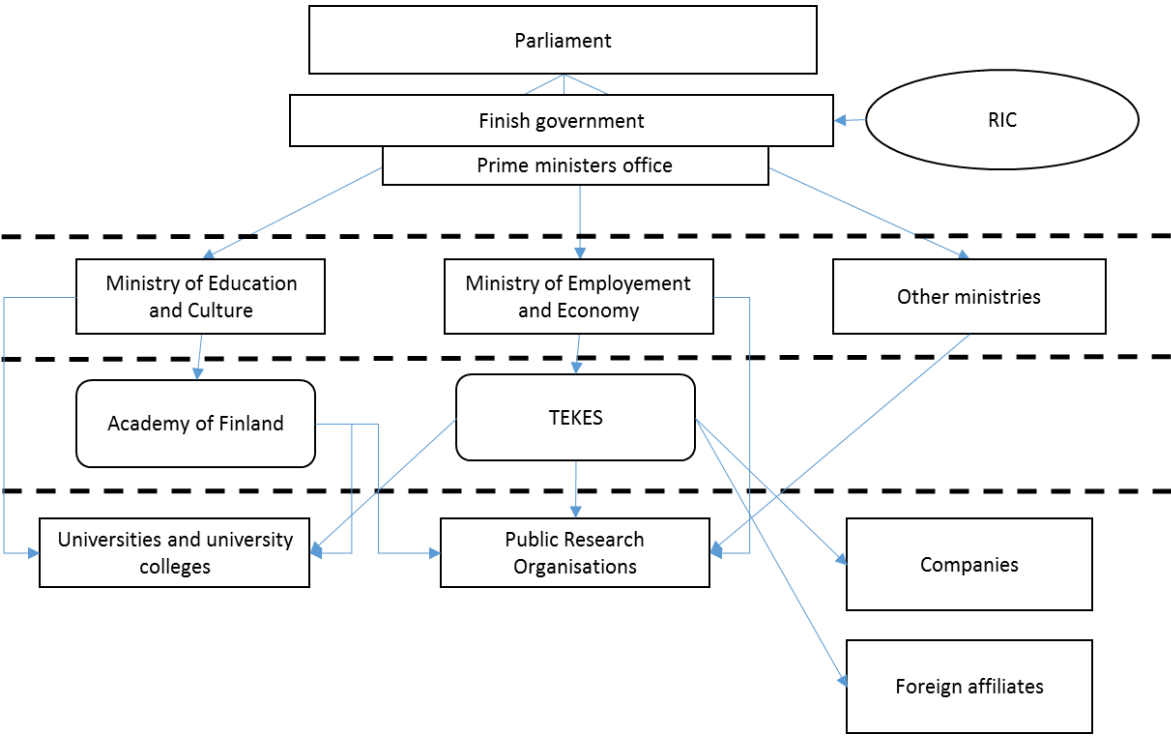 Parliament
Finish government
RIC
Prime ministers office
Ministry of Education
and Culture
Ministry of Employement
and Economy
Other ministries
Academy of Finland
TEKES
Universities and university
colleges
Public Research
Organisations
Companies
Foreign affiliates